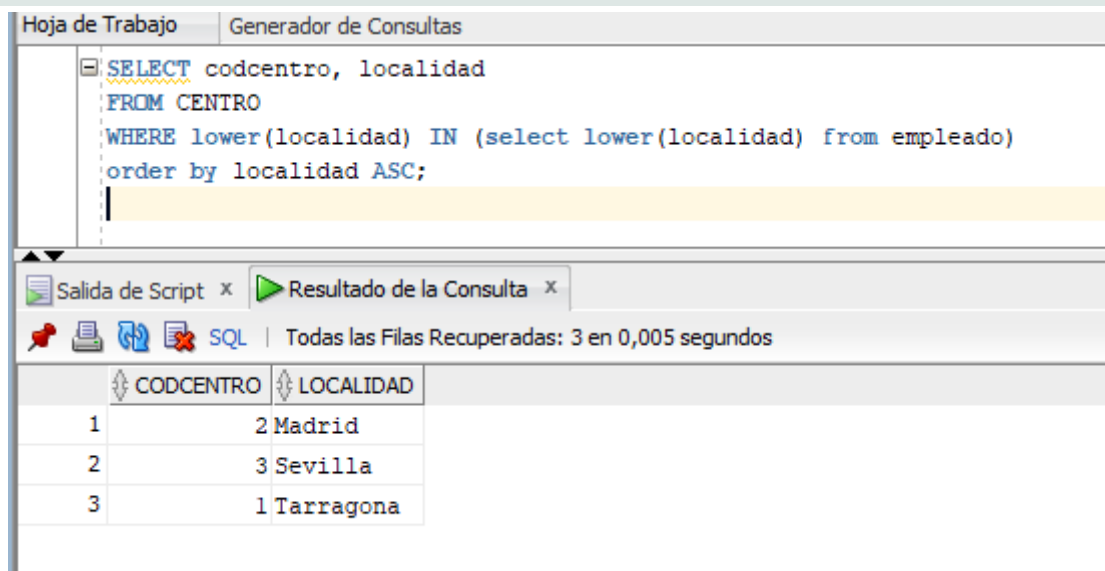 Hoja de Trabajo Generador de Consultas
SELECT codcentro, localidad
FROM CENTRO
WHERE lower(localidad) IN (select lower(localidad) from empleado)
order by localidad ASC;
Salida de Script x Resultado de la Consulta x
SQL | Todas las Filas Recuperadas: 3 en 0,005 segundos
CODCENTRO LOCALIDAD
1 2 Madrid
2 3 Sevilla
3 1 Tarragona